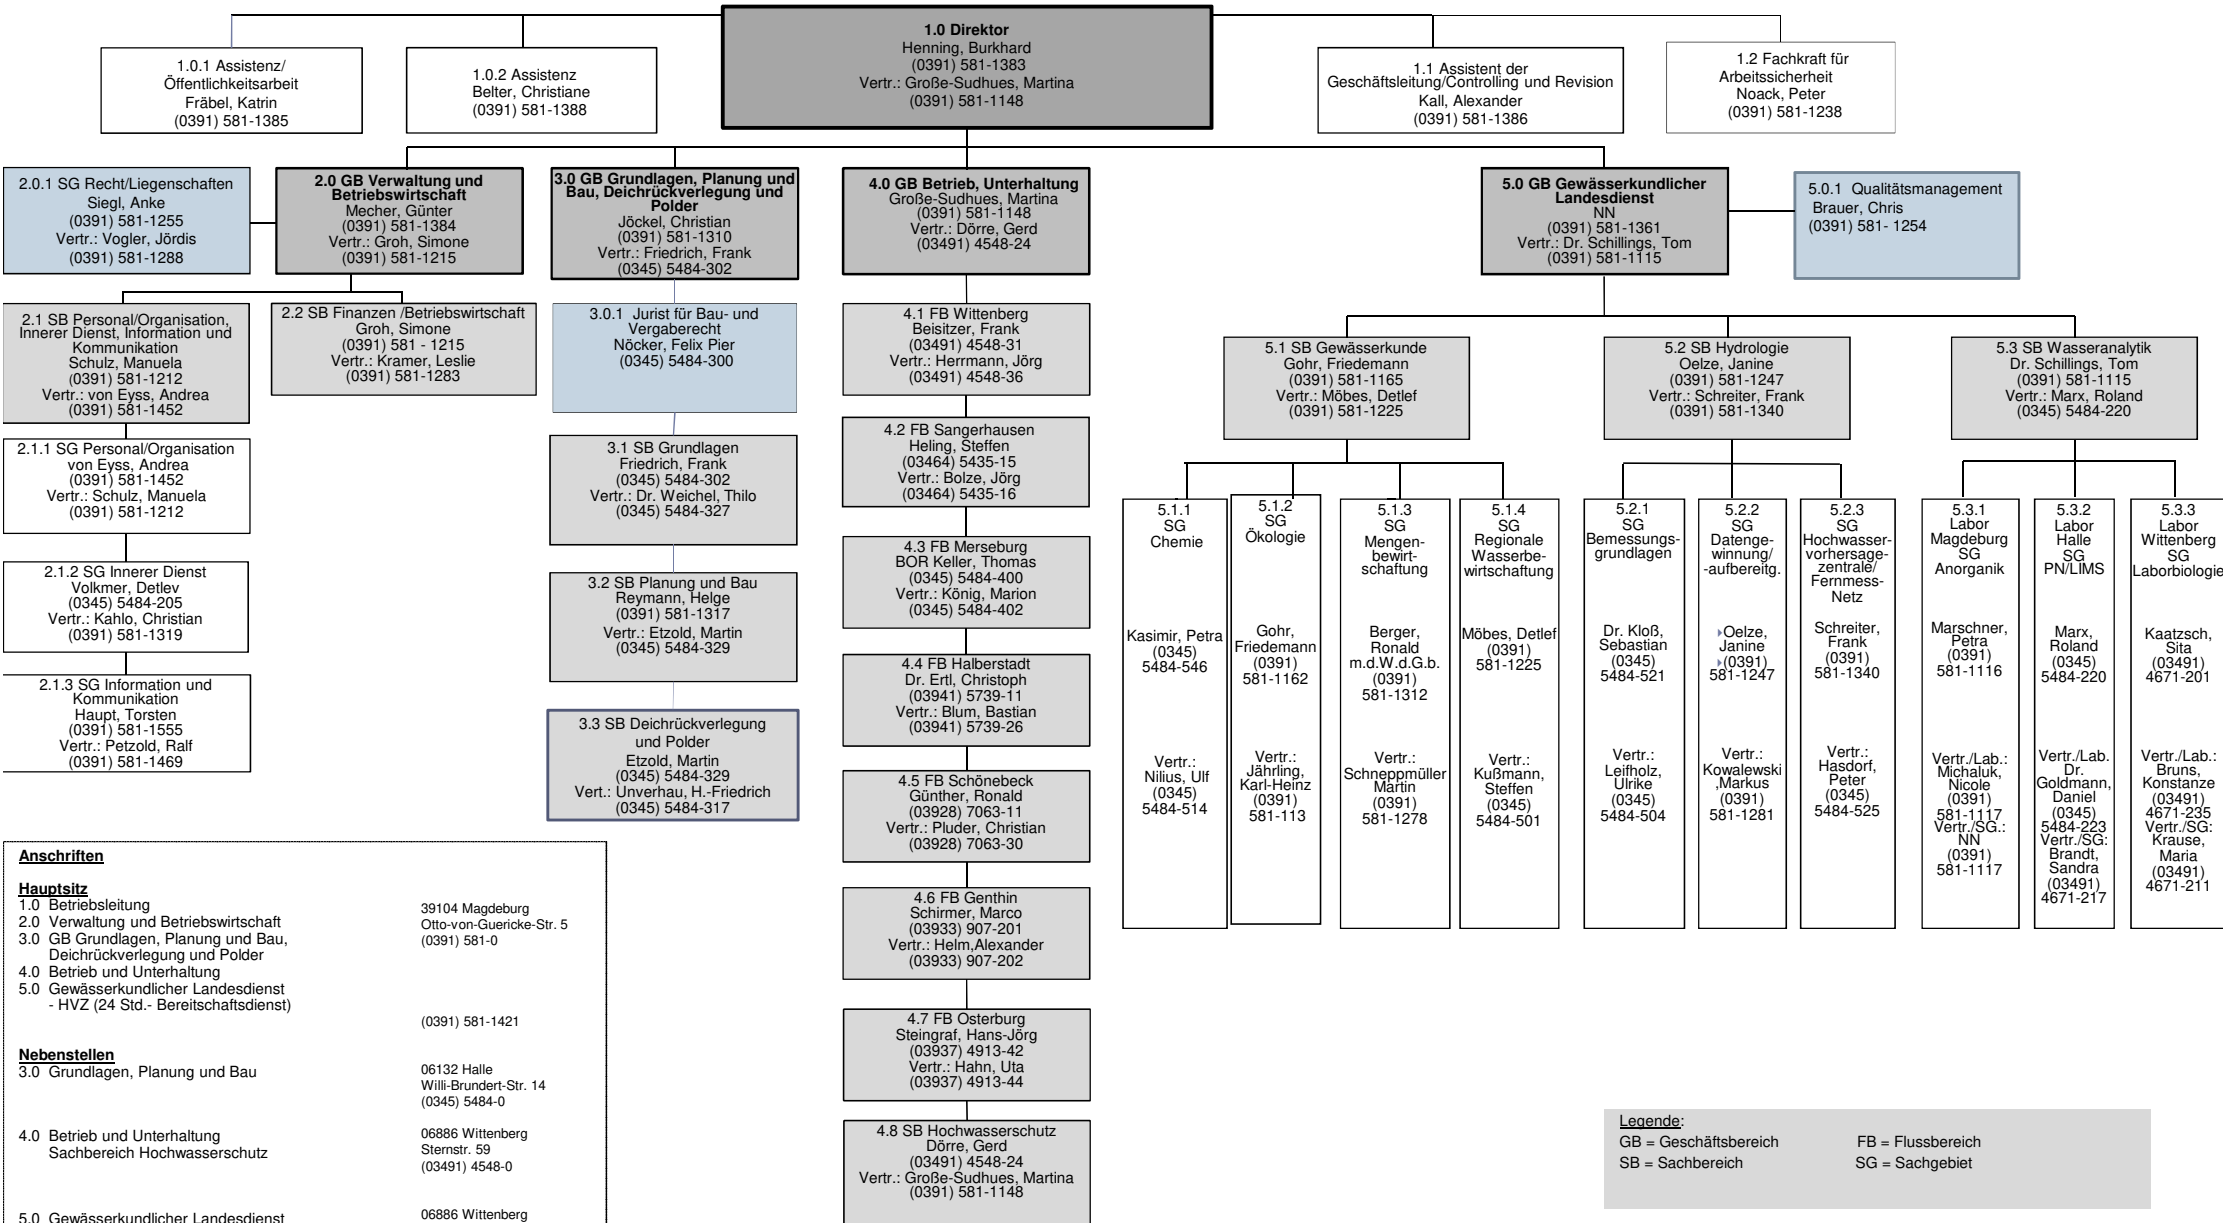 1.0 Direktor
Henning, Burkhard
(0391) 581-1383
Vertr.: Große-Sudhues, Martina
(0391) 581-1148
1.0.1 Assistenz/
Öffentlichkeitsarbeit
Fräbel, Katrin
(0391) 581-1385
1.0.2 Assistenz
Belter, Christiane
(0391) 581-1388
1.1 Assistent der
Geschäftsleitung/Controlling und Revision
Kall, Alexander
(0391) 581-1386
1.2 Fachkraft für
Arbeitssicherheit
Noack, Peter
(0391) 581-1238
2.0.1 SG Recht/Liegenschaften
Siegl, Anke
(0391) 581-1255
Vertr.: Vogler, Jördis
(0391) 581-1288
2.0 GB Verwaltung und
Betriebswirtschaft
Mecher, Günter
(0391) 581-1384
Vertr.: Groh, Simone
(0391) 581-1215
3.0 GB Grundlagen, Planung und
Bau, Deichrückverlegung und
Polder
Jöckel, Christian
(0391) 581-1310
Vertr.: Friedrich, Frank
(0345) 5484-302
4.0 GB Betrieb, Unterhaltung
Große-Sudhues, Martina
(0391) 581-1148
Vertr.: Dörre, Gerd
(03491) 4548-24
5.0 GB Gewässerkundlicher
Landesdienst
NN
(0391) 581-1361
Vertr.: Dr. Schillings, Tom
(0391) 581-1115
5.0.1 Qualitätsmanagement
Brauer, Chris
(0391) 581- 1254
2.1 SB Personal/Organisation,
Innerer Dienst, Information und
Kommunikation
Schulz, Manuela
(0391) 581-1212
Vertr.: von Eyss, Andrea
(0391) 581-1452
2.2 SB Finanzen /Betriebswirtschaft
Groh, Simone
(0391) 581 - 1215
Vertr.: Kramer, Leslie
(0391) 581-1283
2.1.1 SG Personal/Organisation
von Eyss, Andrea
(0391) 581-1452
Vertr.: Schulz, Manuela
(0391) 581-1212
2.1.2 SG Innerer Dienst
Volkmer, Detlev
(0345) 5484-205
Vertr.: Kahlo, Christian
(0391) 581-1319
2.1.3 SG Information und
Kommunikation
Haupt, Torsten
(0391) 581-1555
Vertr.: Petzold, Ralf
(0391) 581-1469
3.0.1 Jurist für Bau- und
Vergaberecht
Nöcker, Felix Pier
(0345) 5484-300
3.1 SB Grundlagen
Friedrich, Frank
(0345) 5484-302
Vertr.: Dr. Weichel, Thilo
(0345) 5484-327
3.2 SB Planung und Bau
Reymann, Helge
(0391) 581-1317
Vertr.: Etzold, Martin
(0345) 5484-329
3.3 SB Deichrückverlegung
und Polder
Etzold, Martin
(0345) 5484-329
Vert.: Unverhau, H.-Friedrich
(0345) 5484-317
4.1 FB Wittenberg
Beisitzer, Frank
(03491) 4548-31
Vertr.: Herrmann, Jörg
(03491) 4548-36
4.2 FB Sangerhausen
Heling, Steffen
(03464) 5435-15
Vertr.: Bolze, Jörg
(03464) 5435-16
4.3 FB Merseburg
BOR Keller, Thomas
(0345) 5484-400
Vertr.: König, Marion
(0345) 5484-402
4.4 FB Halberstadt
Dr. Ertl, Christoph
(03941) 5739-11
Vertr.: Blum, Bastian
(03941) 5739-26
4.5 FB Schönebeck
Günther, Ronald
(03928) 7063-11
Vertr.: Pluder, Christian
(03928) 7063-30
4.6 FB Genthin
Schirmer, Marco
(03933) 907-201
Vertr.: Helm,Alexander
(03933) 907-202
4.7 FB Osterburg
Steingraf, Hans-Jörg
(03937) 4913-42
Vertr.: Hahn, Uta
(03937) 4913-44
4.8 SB Hochwasserschutz
Dörre, Gerd
(03491) 4548-24
Vertr.: Große-Sudhues, Martina
(0391) 581-1148
5.1 SB Gewässerkunde
Gohr, Friedemann
(0391) 581-1165
Vertr.: Möbes, Detlef
(0391) 581-1225
5.2 SB Hydrologie
Oelze, Janine
(0391) 581-1247
Vertr.: Schreiter, Frank
(0391) 581-1340
5.3 SB Wasseranalytik
Dr. Schillings, Tom
(0391) 581-1115
Vertr.: Marx, Roland
(0345) 5484-220
5.1.1
SG
Chemie
Kasimir, Petra
(0345)
5484-546
Vertr.:
Nilius, Ulf
(0345)
5484-514
5.1.2
SG
Ökologie
Gohr,
Friedemann
(0391)
581-1162
Vertr.:
Jährling,
Karl-Heinz
(0391)
581-113
5.1.3
SG
Mengen-
bewirt-
schaftung
Berger,
Ronald
m.d.W.d.G.b.
(0391)
581-1312
Vertr.:
Schneppmüller
Martin
(0391)
581-1278
5.1.4
SG
Regionale
Wasserbe-
wirtschaftung
Möbes, Detlef
(0391)
581-1225
Vertr.:
Kußmann,
Steffen
(0345)
5484-501
5.2.1
SG
Bemessungs-
grundlagen
Dr. Kloß,
Sebastian
(0345)
5484-521
Vertr.:
Leifholz,
Ulrike
(0345)
5484-504
5.2.2
SG
Datenge-
winnung/
-aufbereitg.
Oelze,
Janine
(0391)
581-1247
Vertr.:
Kowalewski
,Markus
(0391)
581-1281
5.2.3
SG
Hochwasser-
vorhersage-
zentrale/
Fernmess-
Netz
Schreiter,
Frank
(0391)
581-1340
Vertr.:
Hasdorf,
Peter
(0345)
5484-525
5.3.1
Labor
Magdeburg
SG
Anorganik
Marschner,
Petra
(0391)
581-1116
Vertr./Lab.:
Michaluk,
Nicole
(0391)
581-1117
Vertr./SG.:
NN
(0391)
581-1117
5.3.2
Labor
Halle
SG
PN/LIMS
Marx,
Roland
(0345)
5484-220
Vertr./Lab.
Dr.
Goldmann,
Daniel
(0345)
5484-223
Vertr./SG:
Brandt,
Sandra
(03491)
4671-217
5.3.3
Labor
Wittenberg
SG
Laborbiologie
Kaatzsch,
Sita
(03491)
4671-201
Vertr./Lab.:
Bruns,
Konstanze
(03491)
4671-235
Vertr./SG:
Krause,
Maria
(03491)
4671-211
Anschriften
Hauptsitz
1.0 Betriebsleitung
2.0 Verwaltung und Betriebswirtschaft
3.0 GB Grundlagen, Planung und Bau,
Deichrückverlegung und Polder
4.0 Betrieb und Unterhaltung
5.0 Gewässerkundlicher Landesdienst
- HVZ (24 Std.- Bereitschaftsdienst)
39104 Magdeburg
Otto-von-Guericke-Str. 5
(0391) 581-0
(0391) 581-1421
Nebenstellen
3.0 Grundlagen, Planung und Bau
06132 Halle
Willi-Brundert-Str. 14
(0345) 5484-0
4.0 Betrieb und Unterhaltung
Sachbereich Hochwasserschutz
06886 Wittenberg
Sternstr. 59
(03491) 4548-0
5.0 Gewässerkundlicher Landesdienst
06886 Wittenberg
Legende:
GB = Geschäftsbereich
FB = Flussbereich
SB = Sachbereich
SG = Sachgebiet